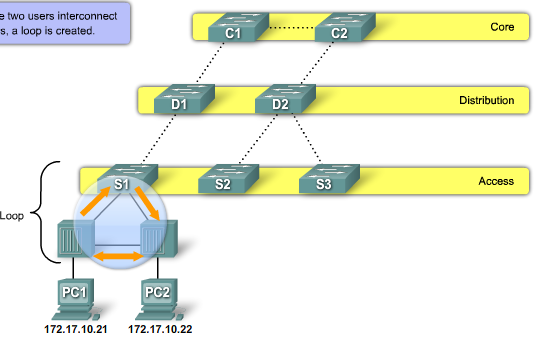 e two users interconnect
s, a loop is created.
C1
C2
Core
D1
D2
Distribution
S1
S2
S3
Access
Loop
PC1
PC2
172.17.10.21
172.17.10.22